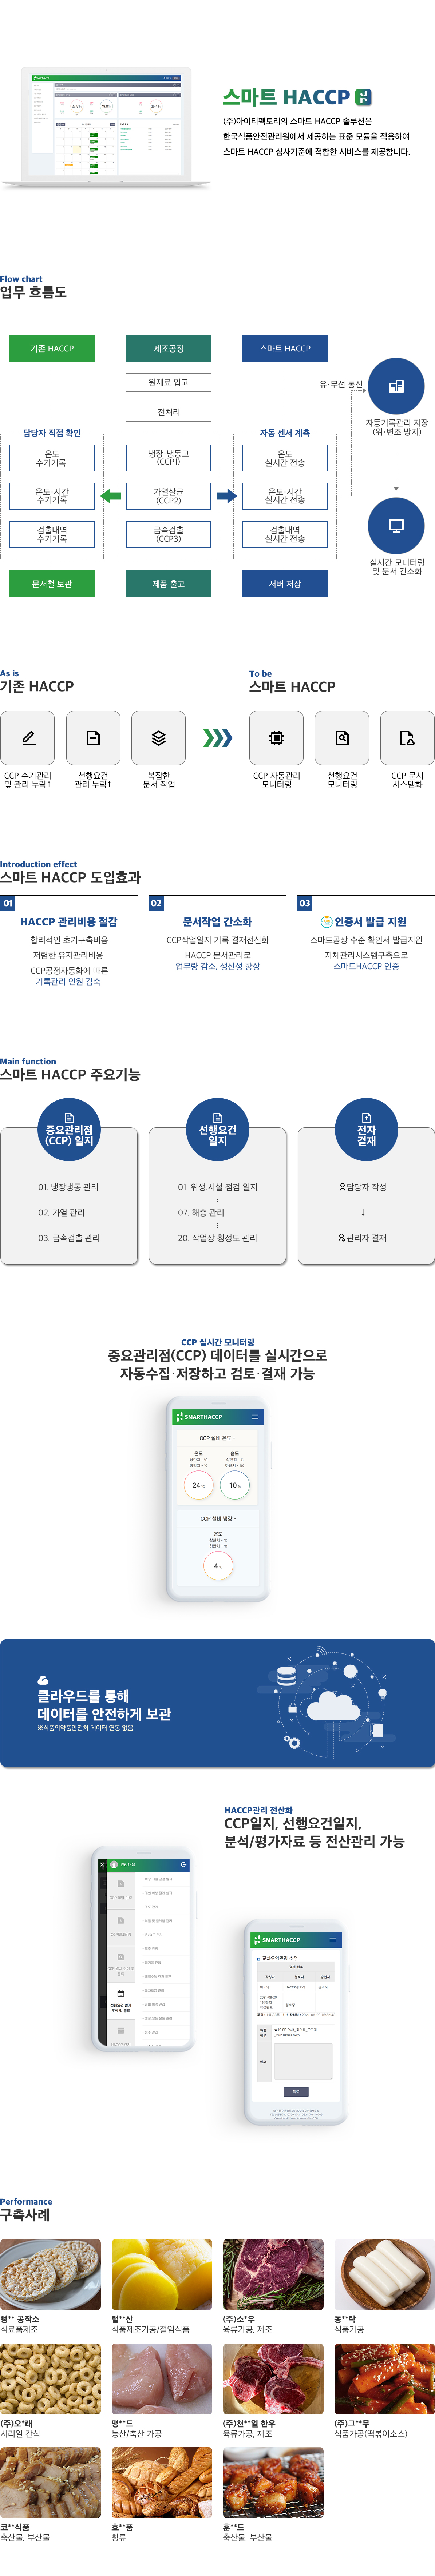 스마트 HACCP
(주)아이티팩토리의 스마트 HACCP 솔루션은
한국식품안전관리원에서 제공하는 표준 모듈을 적용하여
스마트 HACCP 심사기준에 적합한 서비스를 제공합니다.
Flow chart
업무 흐름도
기존 HACCP
제조공정
스마트 HACCP
원재료 입고
전처리
유·무선 통신
자동기록관리 저장
(위·변조 방지)
담당자 직접 확인
자동 센서 계측
온도
수기기록
냉장·냉동고
(CCP1)
온도
실시간 전송
온도·시간
수기기록
가열살균
(CCP2)
온도·시간
실시간 전송
검출내역
수기기록
금속검출
(CCP3)
검출내역
실시간 전송
실시간 모니터링
및 문서 간소화
문서철 보관
제품 출고
서버 저장
As is
기존 HACCP
To be
스마트 HACCP
CCP 수기관리
및 관리 누락↑
선행요건
관리 누락↑
복잡한
문서 작업
CCP 자동관리
모니터링
선행요건
모니터링
CCP 문서
시스템화
Introduction effect
스마트 HACCP 도입효과
01
HACCP 관리비용 절감
합리적인 초기구축비용
저렴한 유지관리비용
CCP공정자동화에 따른
기록관리 인원 감축
02
문서작업 간소화
CCP작업일지 기록 결재전산화
HACCP 문서관리로
업무량 감소, 생산성 향상
03
인증서 발급 지원
스마트공장 수준 확인서 발급지원
자체관리시스템구축으로
스마트HACCP 인증
Main function
스마트 HACCP 주요기능
중요관리점
(CCP) 일지
01. 냉장냉동 관리
02. 가열 관리
03. 금속검출 관리
선행요건
일지
01. 위생.시설 점검 일지
07. 해충 관리
20. 작업장 청정도 관리
전자
결재
담당자 작성
↓
관리자 결재
CCP 실시간 모니터링
중요관리점(CCP) 데이터를 실시간으로
자동수집·저장하고 검토·결재 가능
SMARTHACCP
CCP 설비 온도 -
온도
습도
24 ℃
10 %
CCP 설비 냉장 -
온도
4 ℃
클라우드를 통해
데이터를 안전하게 보관
※식품의약품안전처 데이터 연동 없음
HACCP관리 전산화
CCP일지, 선행요건일지,
분석/평가자료 등 전산관리 가능
선행요건 일지
조회 및 등록
SMARTHACCP
교차오염관리 수정
Performance
구축사례
뻥** 공작소
식료품제조
털**산
식품제조가공/절임식품
(주)소*우
육류가공, 제조
동**락
식품가공
(주)오*래
시리얼 간식
명**드
농산/축산 가공
(주)천**일 한우
육류가공, 제조
(주)그**무
식품가공(떡볶이소스)
코**식품
축산물, 부산물
효**품
빵류
훈**드
축산물, 부산물